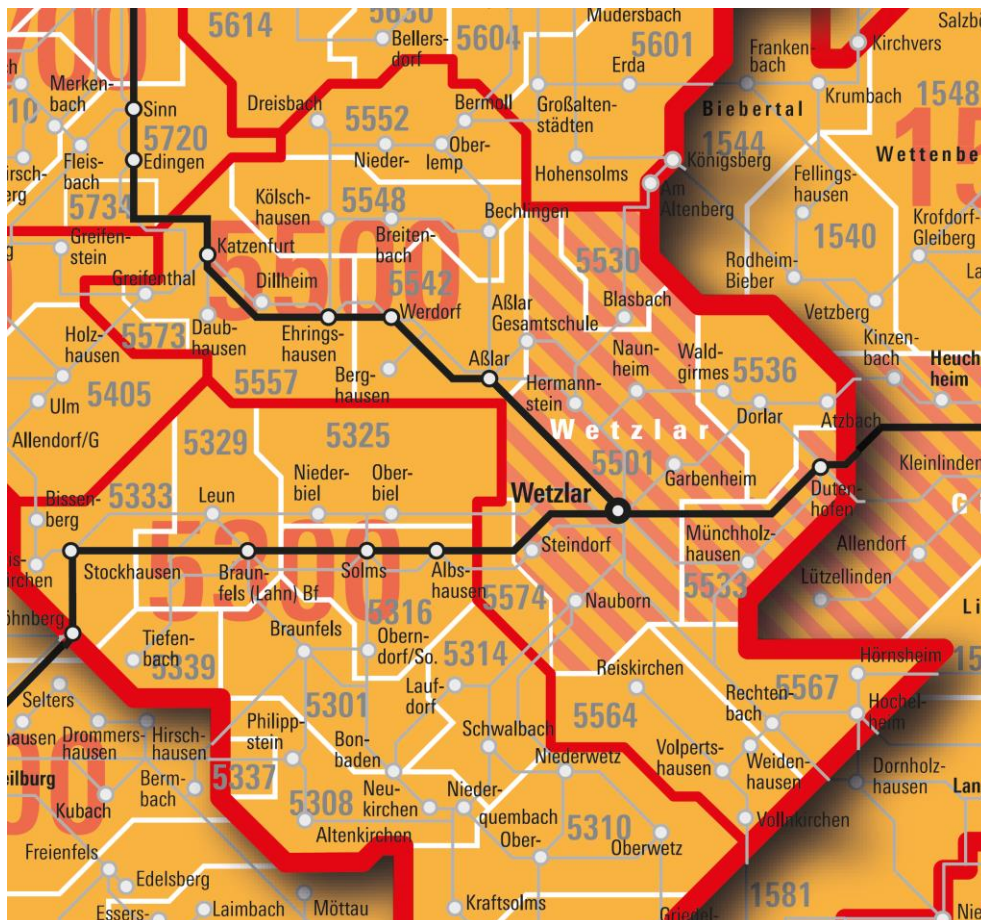 5614
5630
Bellers-
dorf
5604
Mudersbach
5601
Erda
Franken-
bach
Kirchvers
Merken-
bach
Sinn
5720
Edingen
Fleis-
bach
5734
Dreisbach
5552
Nieder-
Bermoll
Ober-
lemp
Großalten-
städten
Hohensolms
Biebertal
1544
Krumbach
1548
Königsberg
Am
Altenberg
Fellings-
hausen
1540
Krofdorf-
Gleiberg
Greifen-
stein
Kölsch-
hausen
5548
Breiten-
bach
Bechlingen
5500
Katzenfurt
Dillheim
5542
Werdorf
Greifenthal
5573
Holz-
hausen
5405
Ulm
Allendorf/G
Daub-
hausen
Ehrings-
hausen
5557
Berg-
hausen
Aßlar
Aßlar
Gesamtschule
5530
Blasbach
Rodheim-
Bieber
Vetzberg
Kinzen-
bach
Naun-
heim
Wald-
girmes
5536
Dorlar
Atzbach
Hermann-
stein
Wetzlar
5501
Garbenheim
Wetzlar
Duten-
hofen
Kleinlinden
Allendorf
Lützellinden
5329
5325
5333
Bissen-
berg
Leun
Nieder-
biel
Ober-
biel
5300
Stockhausen
Braun-
fels (Lahn) Bf
Solms
Albs-
hausen
Steindorf
5574
Münchholz-
hausen
5533
Nauborn
Tiefen-
bach
5339
Braunfels
5316
Obern-
dorf/So.
5314
Reiskirchen
Hörnsheim
Selters
Drommers-
hausen
Hirsch-
hausen
Kubach
Berm-
bach
Philipp-
stein
5301
Bon-
baden
Lauf-
dorf
Schwalbach
5564
Rechten-
bach
5567
Hochel-
heim
5337
5308
Altenkirchen
Neu-
kirchen
Nieder-
quembach
Ober-
Niederwetz
5310
Oberwetz
Volperts-
hausen
Weiden-
hausen
Vollnkirchen
Dornholz-
hausen
Freienfels
Edelsberg
Laimbach
Möttau
Kraftsolms
1581